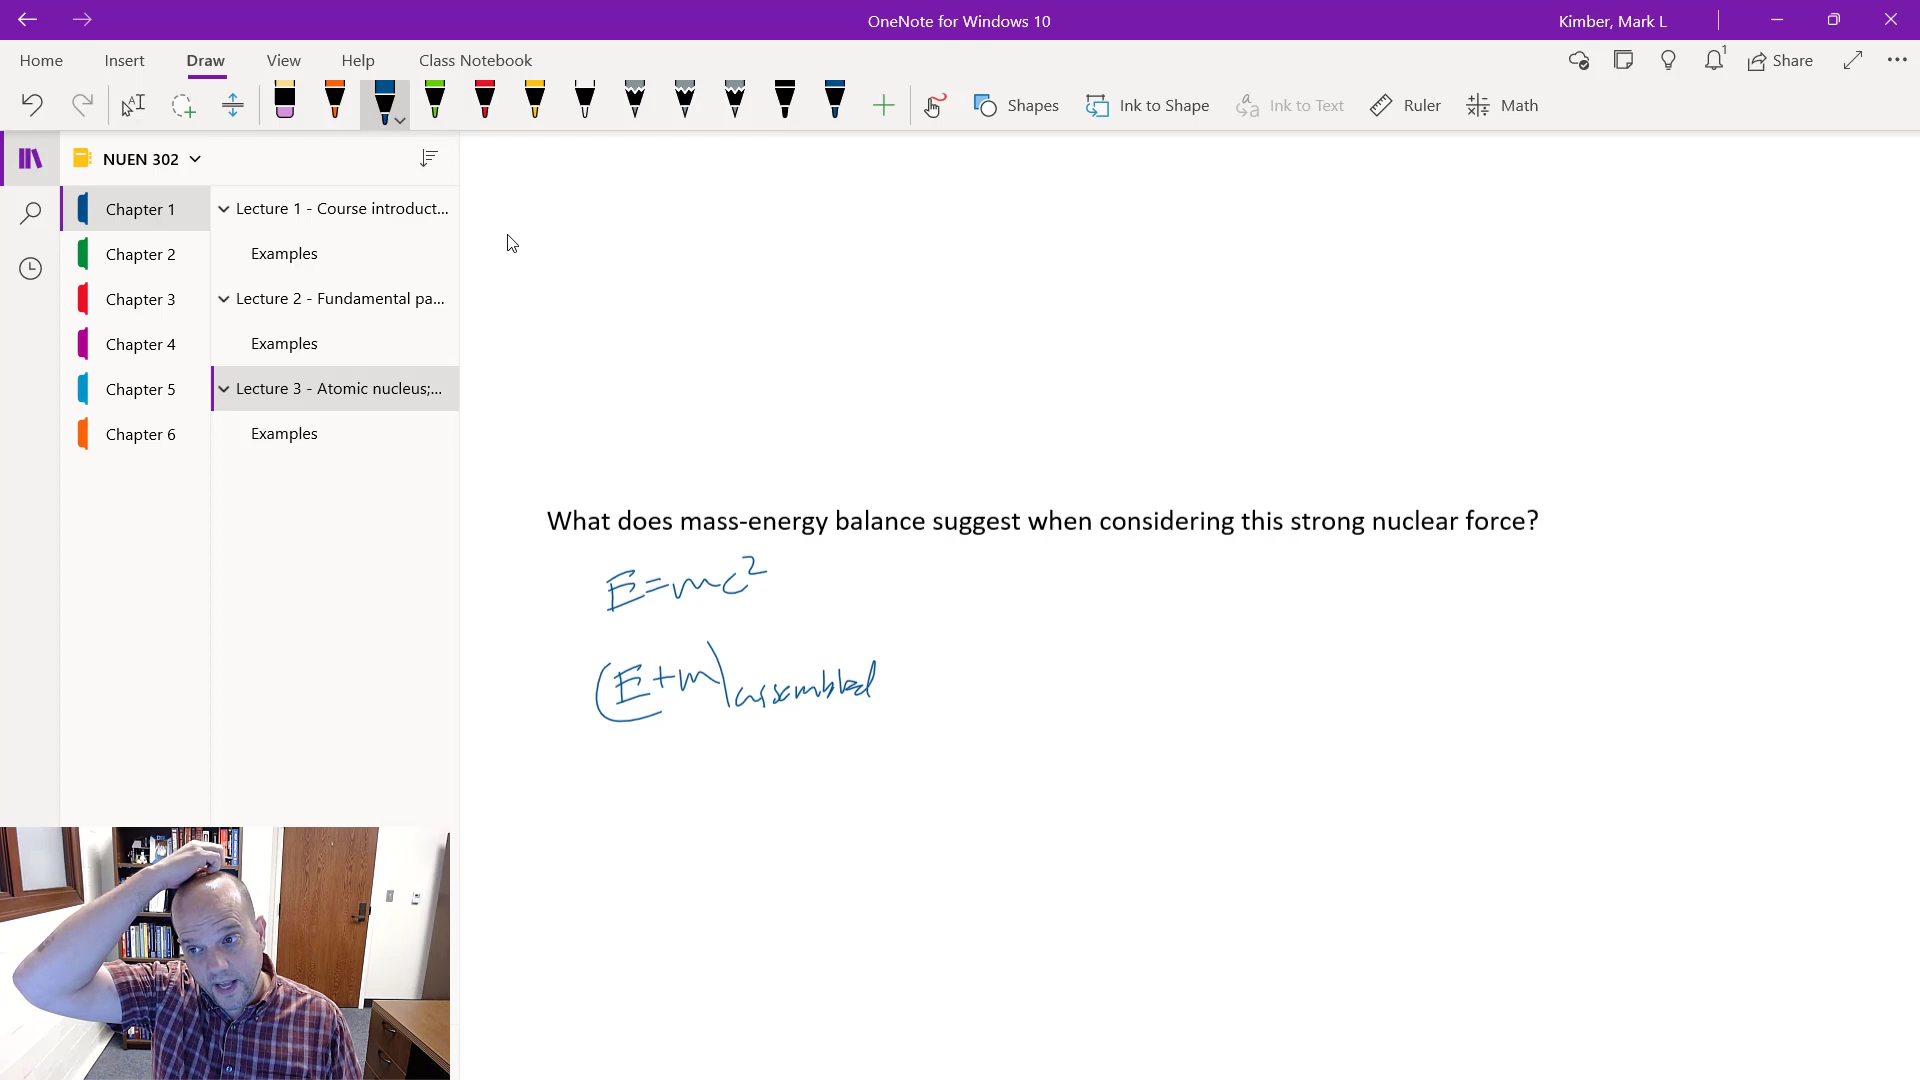 OneNote for Windows 10
Kimber, Mark L
Home Insert Draw View Help Class Notebook
1
Share
Shapes Ink to Shape Ink to Text Ruler Math
NUEN 302
Chapter 1
Chapter 2
Chapter 3
Chapter 4
Chapter 5
Chapter 6
Lecture 1 - Course introduct...
Examples
Lecture 2 - Fundamental pa...
Examples
Lecture 3 - Atomic nucleus;...
Examples
What does mass-energy balance suggest when considering this strong nuclear force?
E=mc²
(E+m)assembled